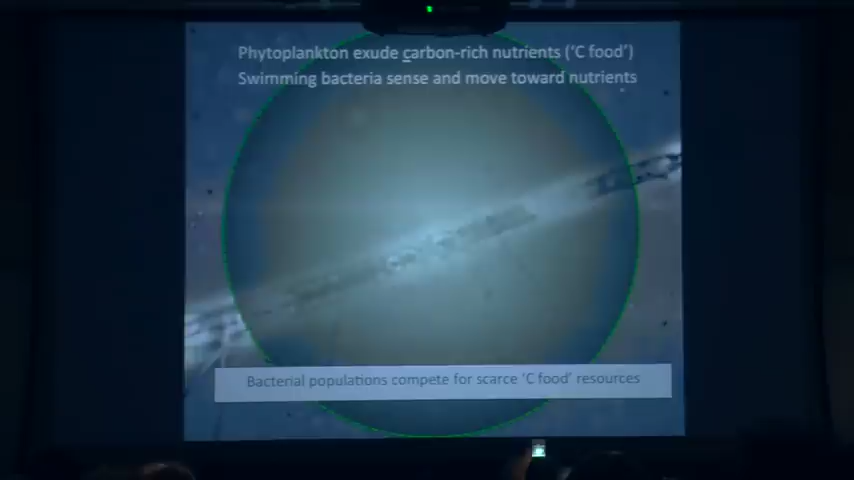 Phytoplankton exude carbon-rich nutrients ('C food')
Swimming bacteria sense and move toward nutrients
Bacterial populations compete for scarce 'C food' resources